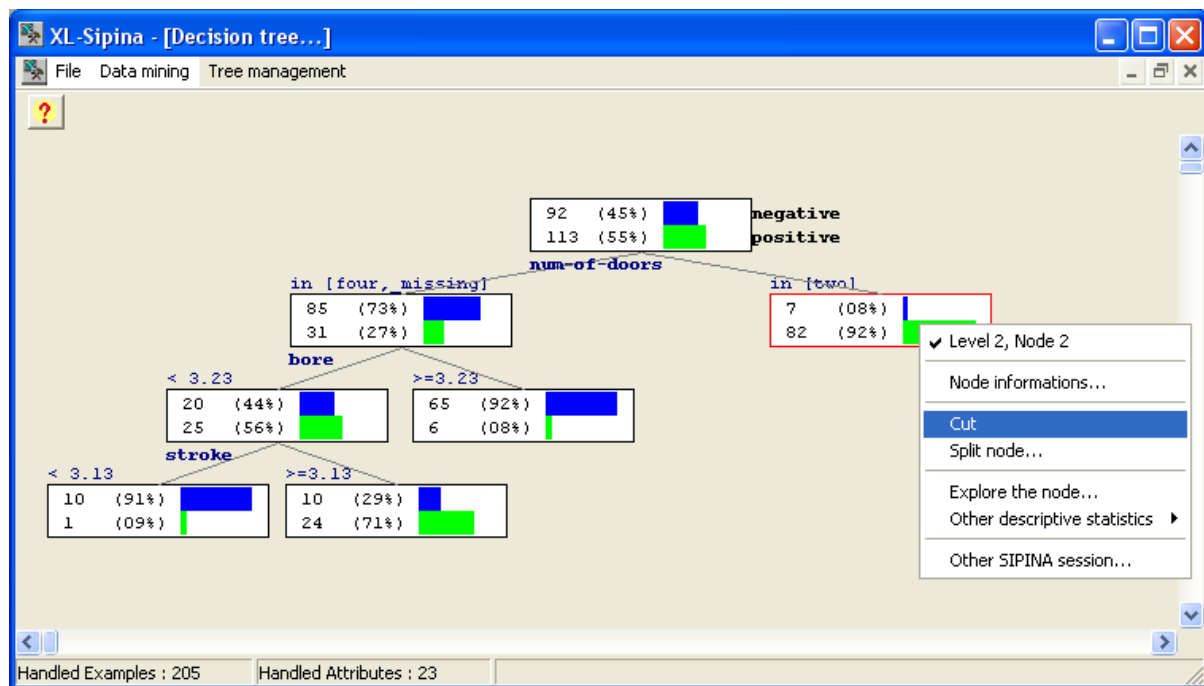 XL-Sipina - [Decision tree...]
File Data mining Tree management
?
92 (45%) negative
113 (55%) positive
num-of-doors
in [four,_missing] in [two]
85 (73%) 7 (08%)
31 (27%) 82 (92%)
bore
< 3.23 >=3.23
20 (44%) 65 (92%)
25 (56%) 6 (08%)
stroke
< 3.13 >=3.13
10 (91%) 10 (29%)
1 (09%) 24 (71%)
Level 2, Node 2
Node informations...
Cut
Split node...
Explore the node...
Other descriptive statistics
Other SIPINA session...
Handled Examples : 205 Handled Attributes : 23